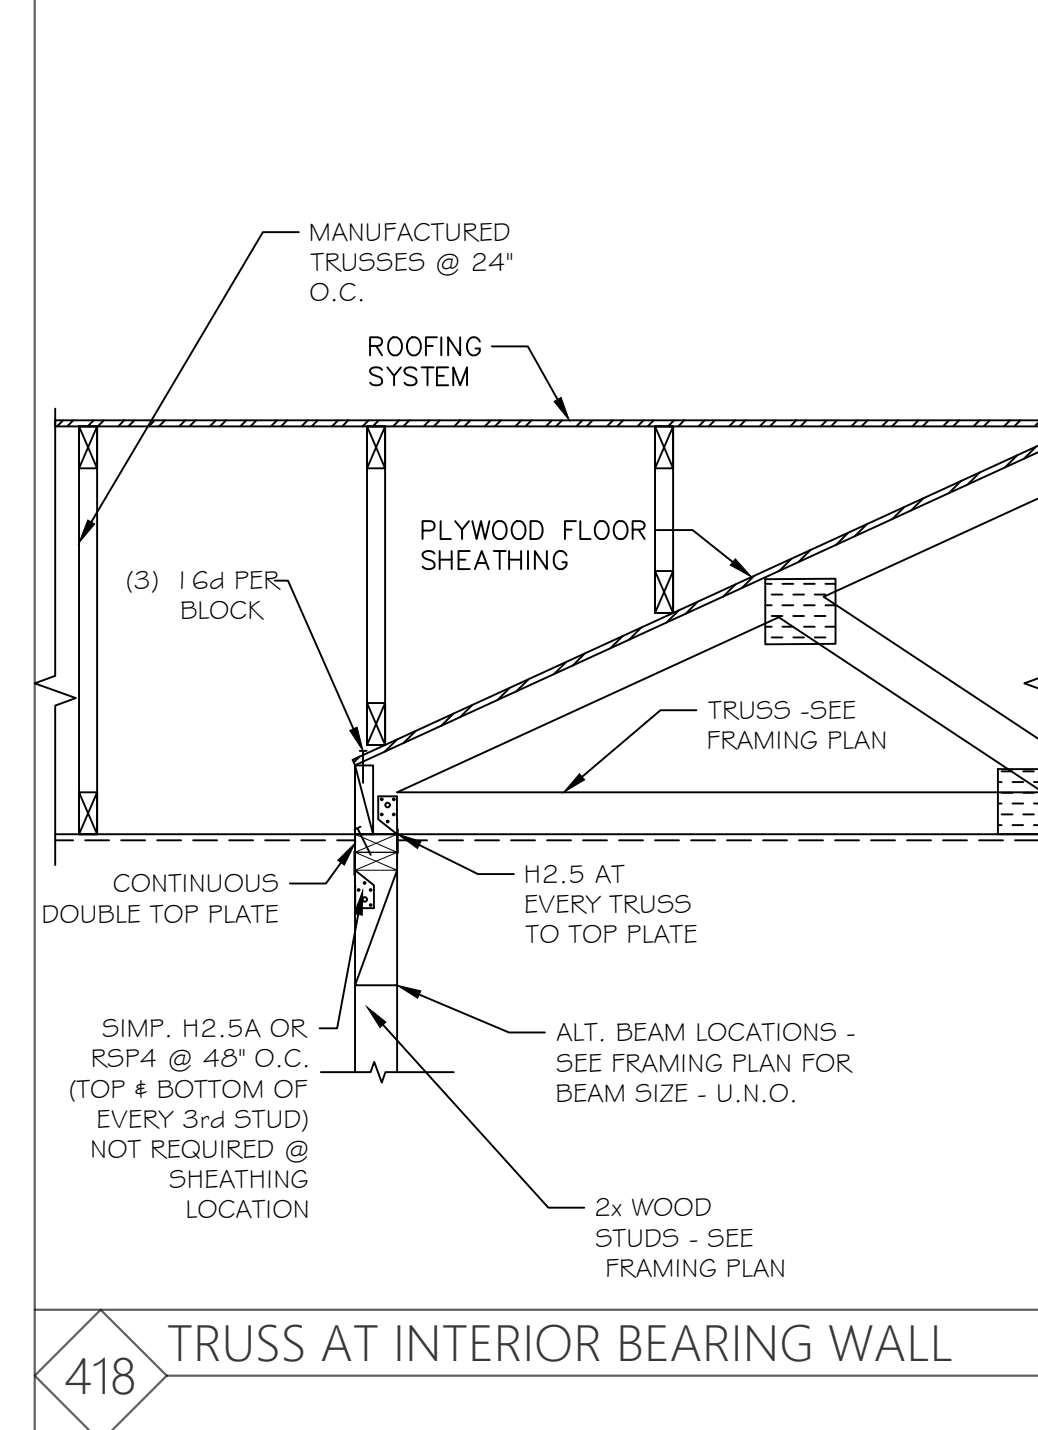 MANUFACTURED
TRUSSES @ 24"
O.C.
ROOFING
SYSTEM
PLYWOOD FLOOR
SHEATHING
(3) 16d PER
BLOCK
TRUSS -SEE
FRAMING PLAN
CONTINUOUS
DOUBLE TOP PLATE
H2.5 AT
EVERY TRUSS
TO TOP PLATE
SIMP. H2.5A OR
RSP4 @ 48" O.C.
(TOP & BOTTOM OF
EVERY 3rd STUD)
NOT REQUIRED @
SHEATHING
LOCATION
ALT. BEAM LOCATIONS -
SEE FRAMING PLAN FOR
BEAM SIZE - U.N.O.
2x WOOD
STUDS - SEE
FRAMING PLAN
TRUSS AT INTERIOR BEARING WALL
418